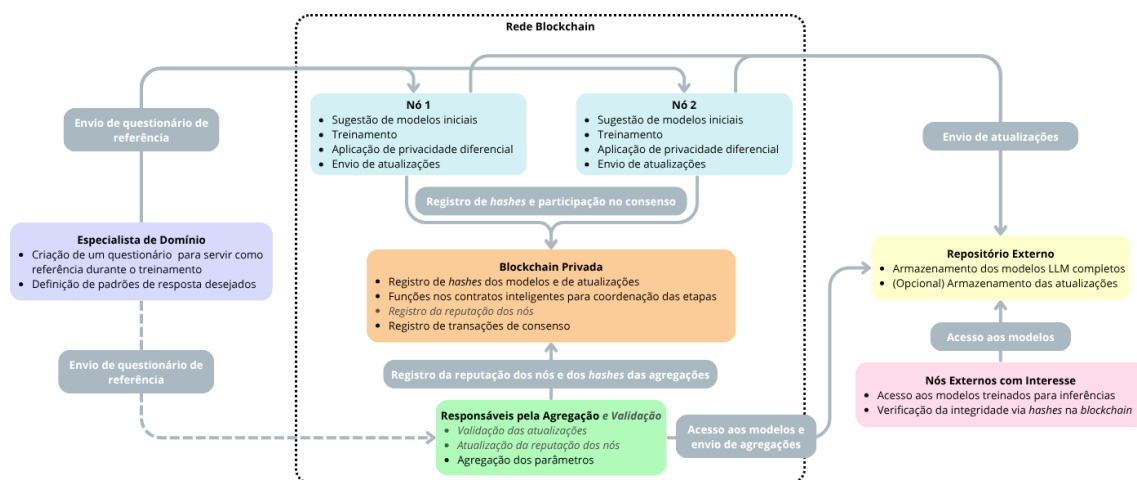 Rede Blockchain
Nó 1
• Sugestão de modelos iniciais
• Treinamento
• Aplicação de privacidade diferencial
• Envio de atualizações
Nó 2
• Sugestão de modelos iniciais
• Treinamento
• Aplicação de privacidade diferencial
• Envio de atualizações
Envio de questionário de
referência
Envio de atualizações
Registro de hashes e participação no consenso
Especialista de Domínio
• Criação de um questionário para servir como
referência durante o treinamento
• Definição de padrões de resposta desejados
Blockchain Privada
• Registro de hashes dos modelos e de atualizações
• Funções nos contratos inteligentes para coordenação das etapas
• Registro da reputação dos nós
• Registro de transações de consenso
Repositório Externo
• Armazenamento dos modelos LLM completos
• (Opcional) Armazenamento das atualizações
Envio de questionário de
referência
Registro da reputação dos nós e dos hashes das agregações
Acesso aos modelos
Nós Externos com Interesse
• Acesso aos modelos treinados para inferências
• Verificação da integridade via hashes na blockchain
Responsáveis pela Agregação e Validação
• Validação das atualizações
• Atualização da reputação dos nós
• Agregação dos parâmetros
Acesso aos modelos e
envio de agregações